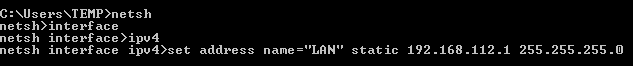 C:\Users\TEMP>netsh
netsh>interface
netsh interface>ipv4
netsh interface ipv4>set address name="LAN" static 192.168.112.1 255.255.255.0